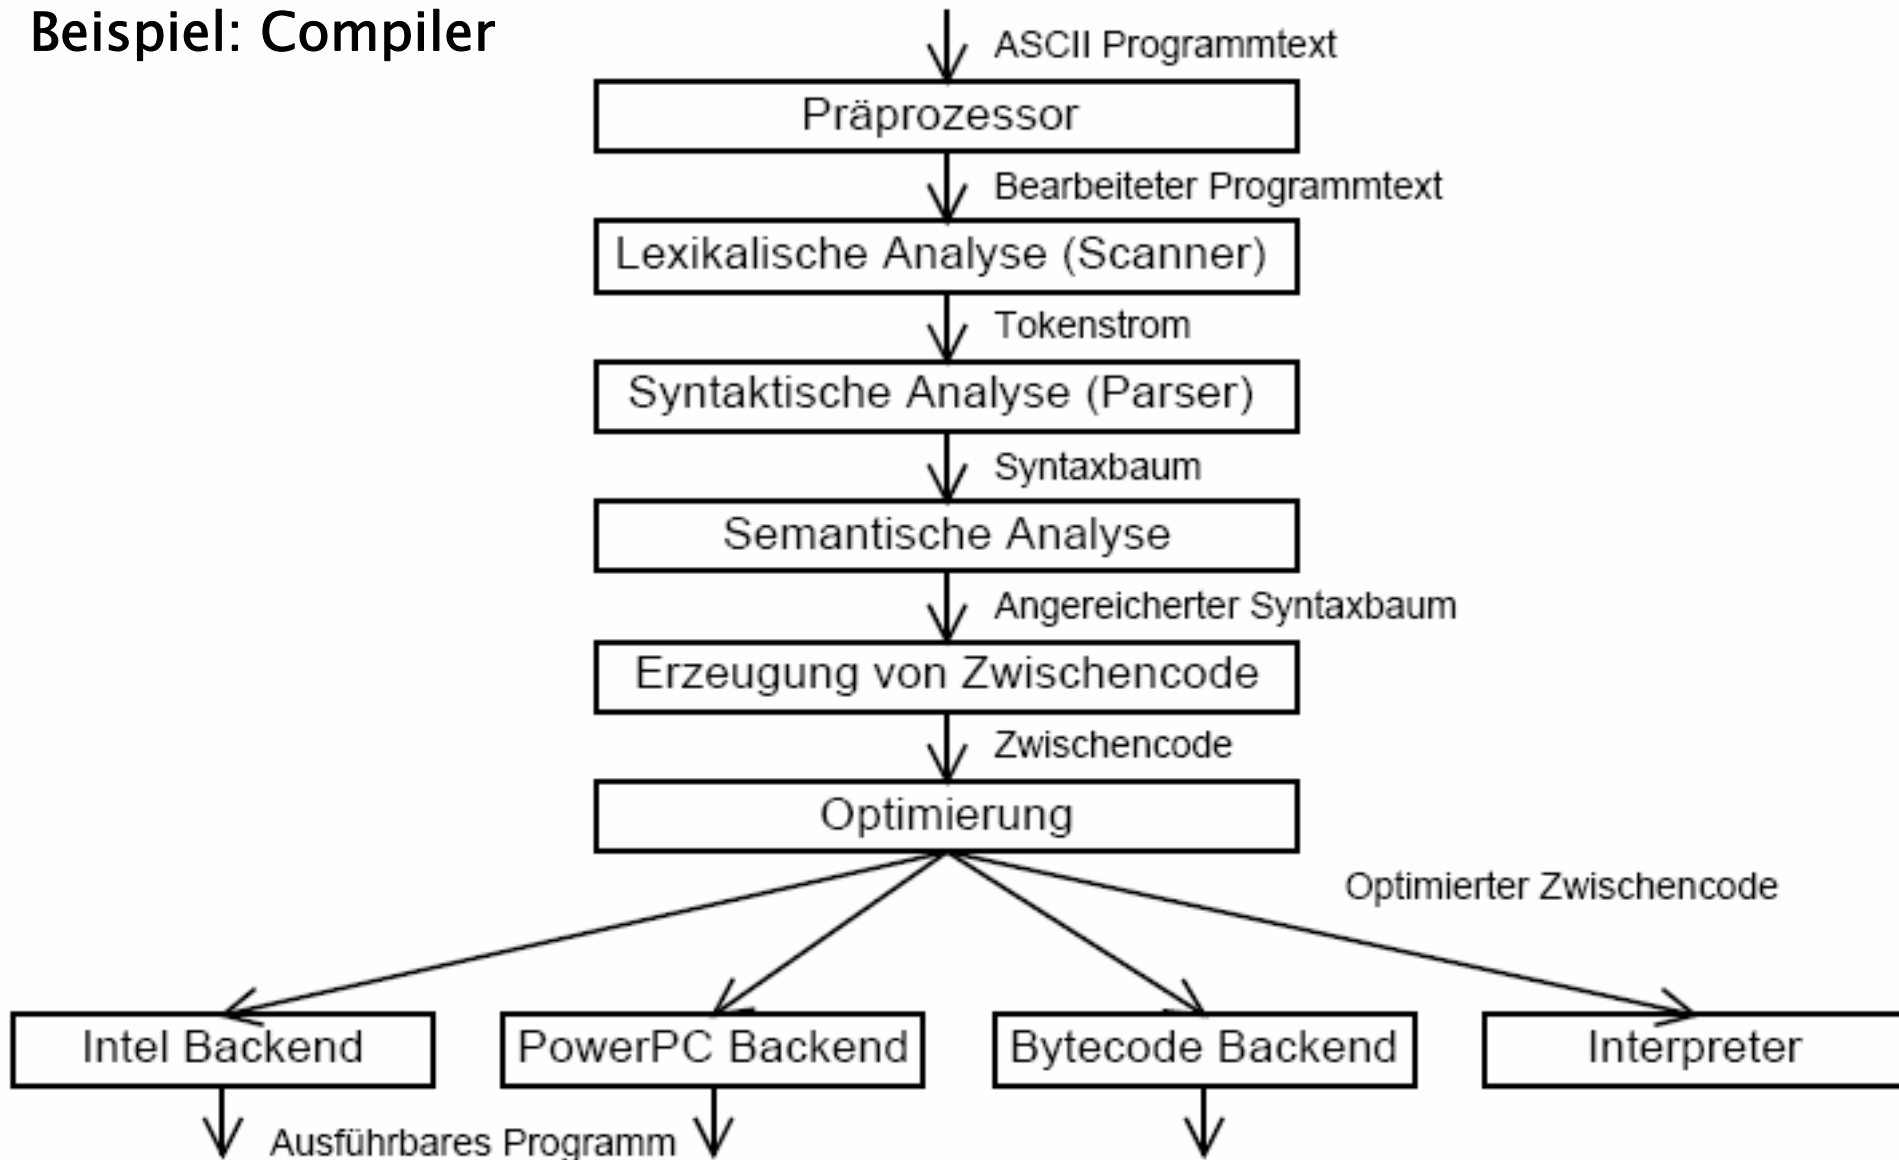 Beispiel: Compiler
ASCII Programmtext
Präprozessor
Bearbeiteter Programmtext
Lexikalische Analyse (Scanner)
Tokenstrom
Syntaktische Analyse (Parser)
Syntaxbaum
Semantische Analyse
Angereicherter Syntaxbaum
Erzeugung von Zwischencode
Zwischencode
Optimierung
Optimierter Zwischencode
Intel Backend
PowerPC Backend
Bytecode Backend
Interpreter
Ausführbares Programm